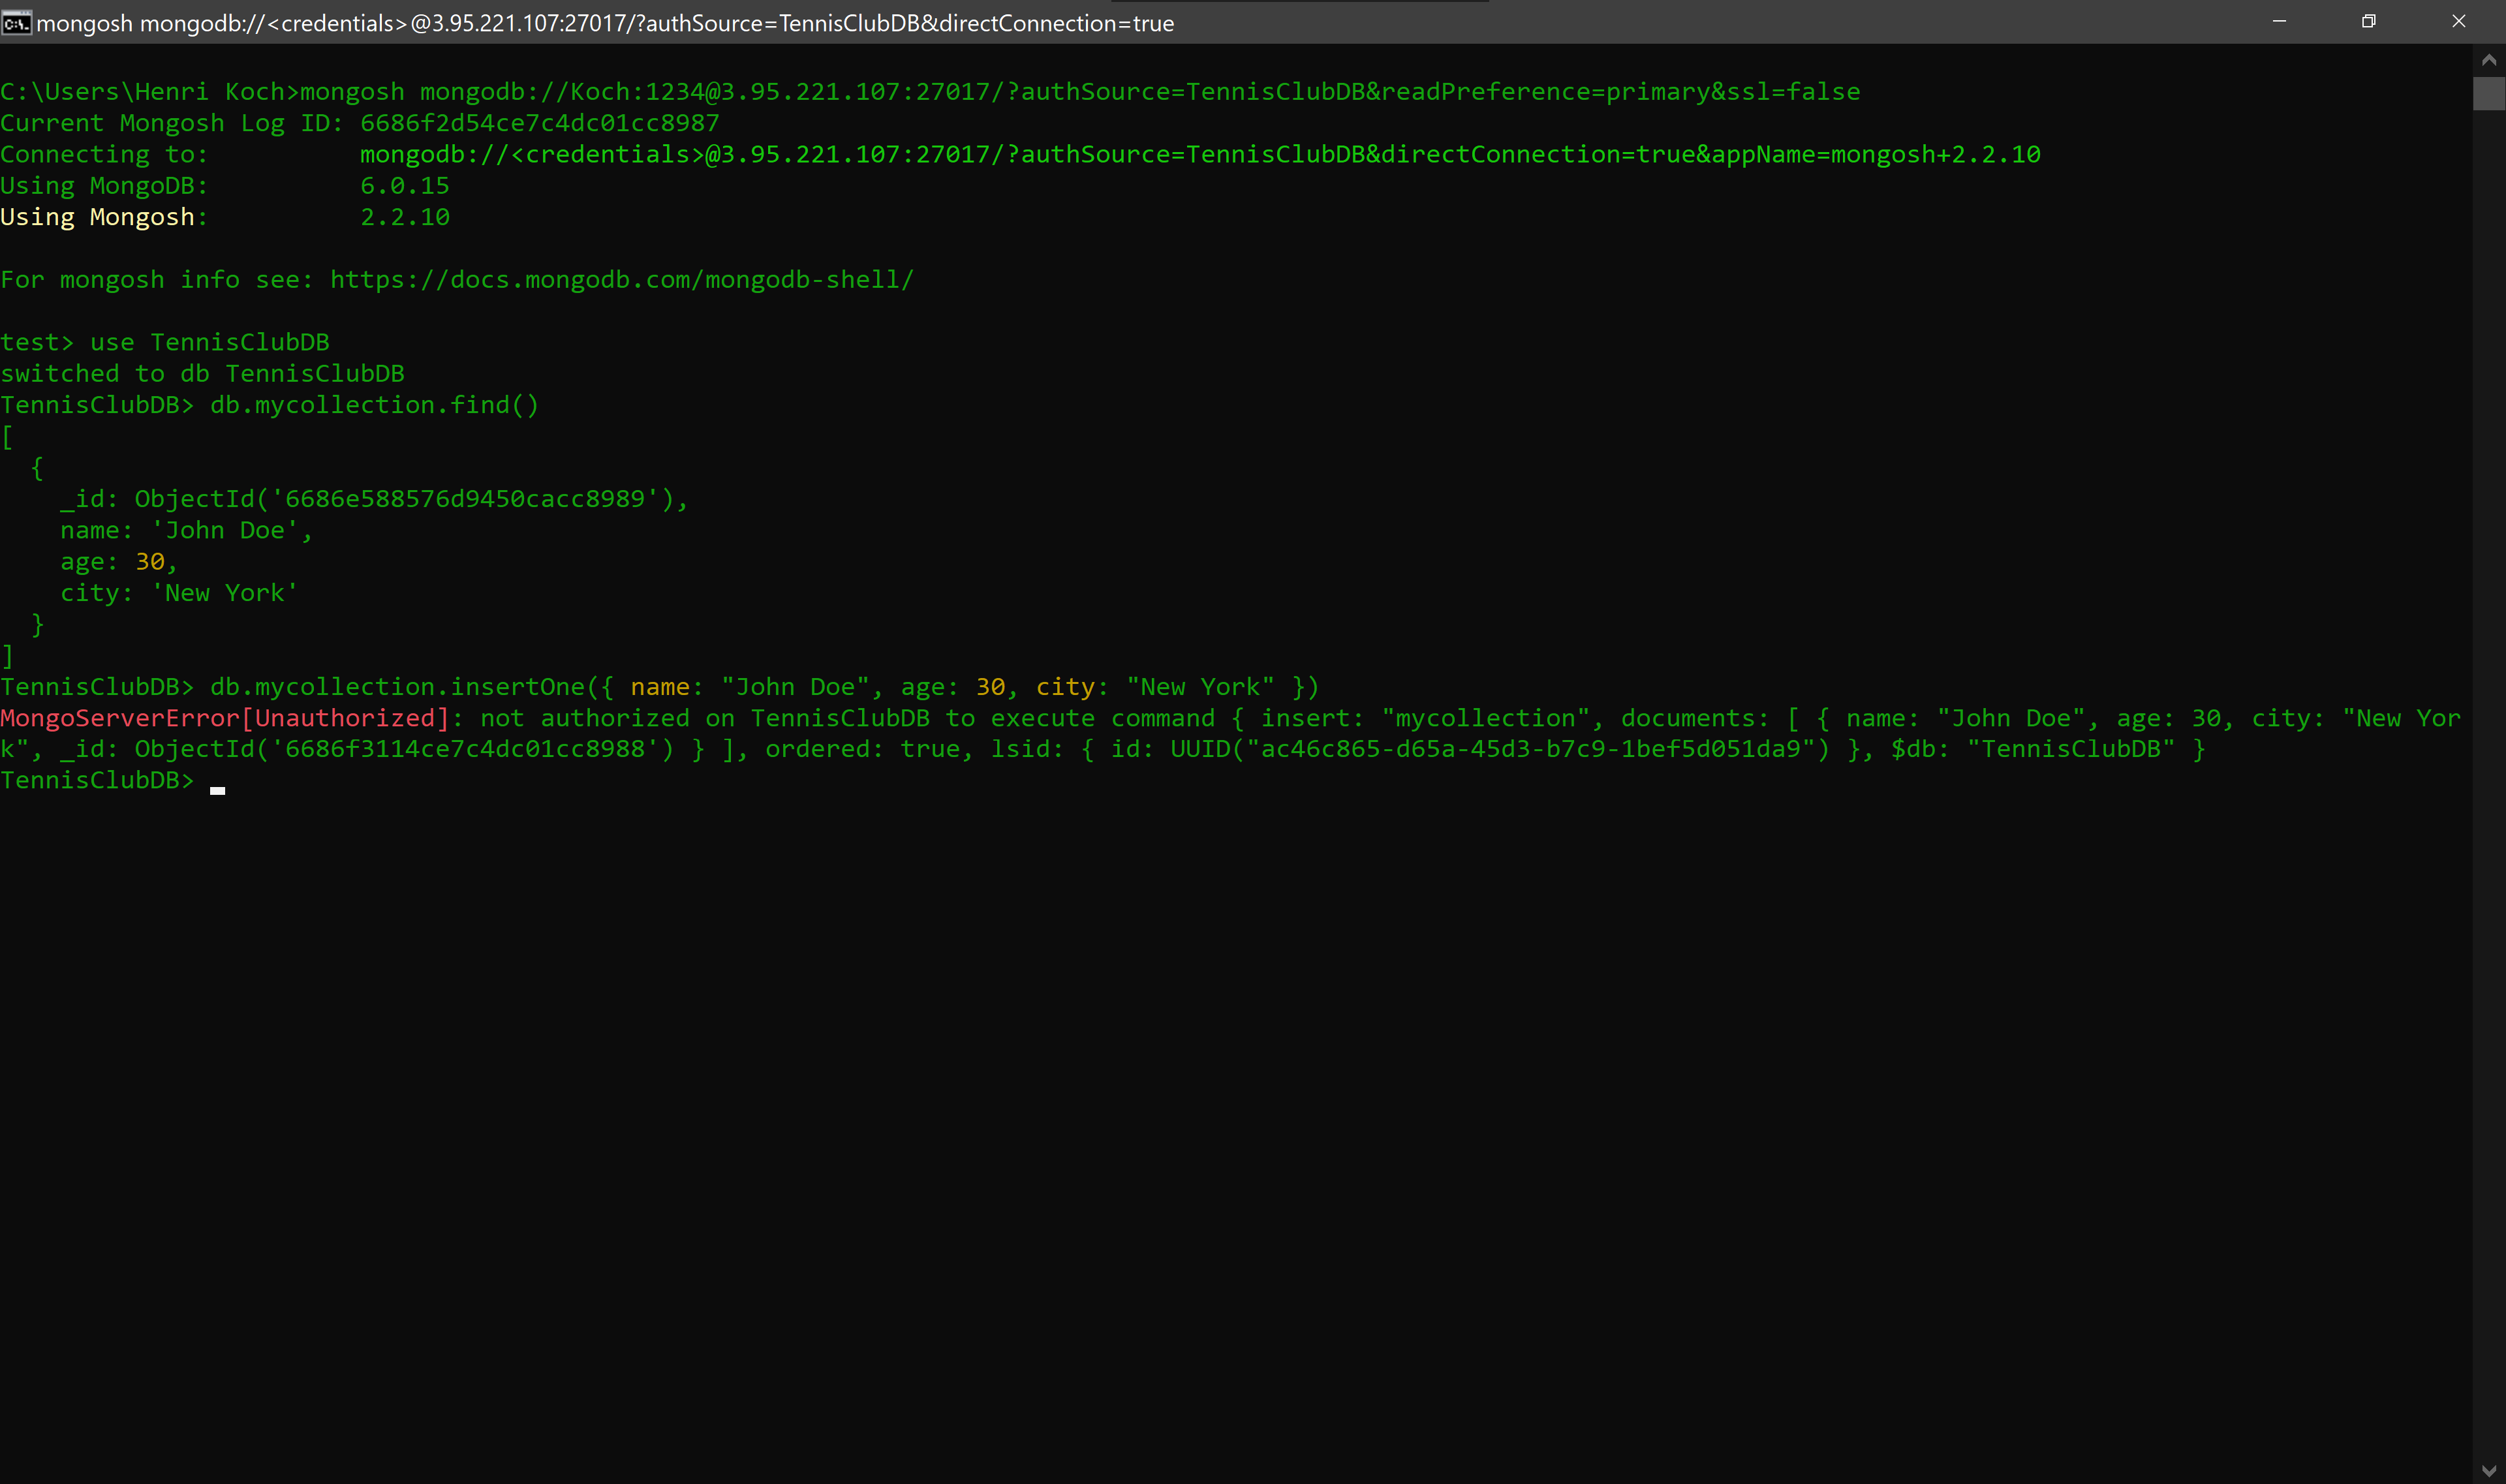 mongosh mongodb://<credentials>@3.95.221.107:27017/?authSource=TennisClubDB&directConnection=true
C:\Users\Henri Koch>mongosh mongodb://Koch:1234@3.95.221.107:27017/?authSource=TennisClubDB&readPreference=primary&ssl=false
Current Mongosh Log ID: 6686f2d54ce7c4dc01cc8987
Connecting to:          mongodb://<credentials>@3.95.221.107:27017/?authSource=TennisClubDB&directConnection=true&appName=mongosh+2.2.10
Using MongoDB:          6.0.15
Using Mongosh:          2.2.10
For mongosh info see: https://docs.mongodb.com/mongodb-shell/
test> use TennisClubDB
switched to db TennisClubDB
TennisClubDB> db.mycollection.find()
[
  {
    _id: ObjectId('6686e588576d9450cacc8989'),
    name: 'John Doe',
    age: 30,
    city: 'New York'
  }
]
TennisClubDB> db.mycollection.insertOne({ name: "John Doe", age: 30, city: "New York" })
MongoServerError[Unauthorized]: not authorized on TennisClubDB to execute command { insert: "mycollection", documents: [ { name: "John Doe", age: 30, city: "New Yor
k", _id: ObjectId('6686f3114ce7c4dc01cc8988') } ], ordered: true, lsid: { id: UUID("ac46c865-d65a-45d3-b7c9-1bef5d051da9") }, $db: "TennisClubDB" }
TennisClubDB>